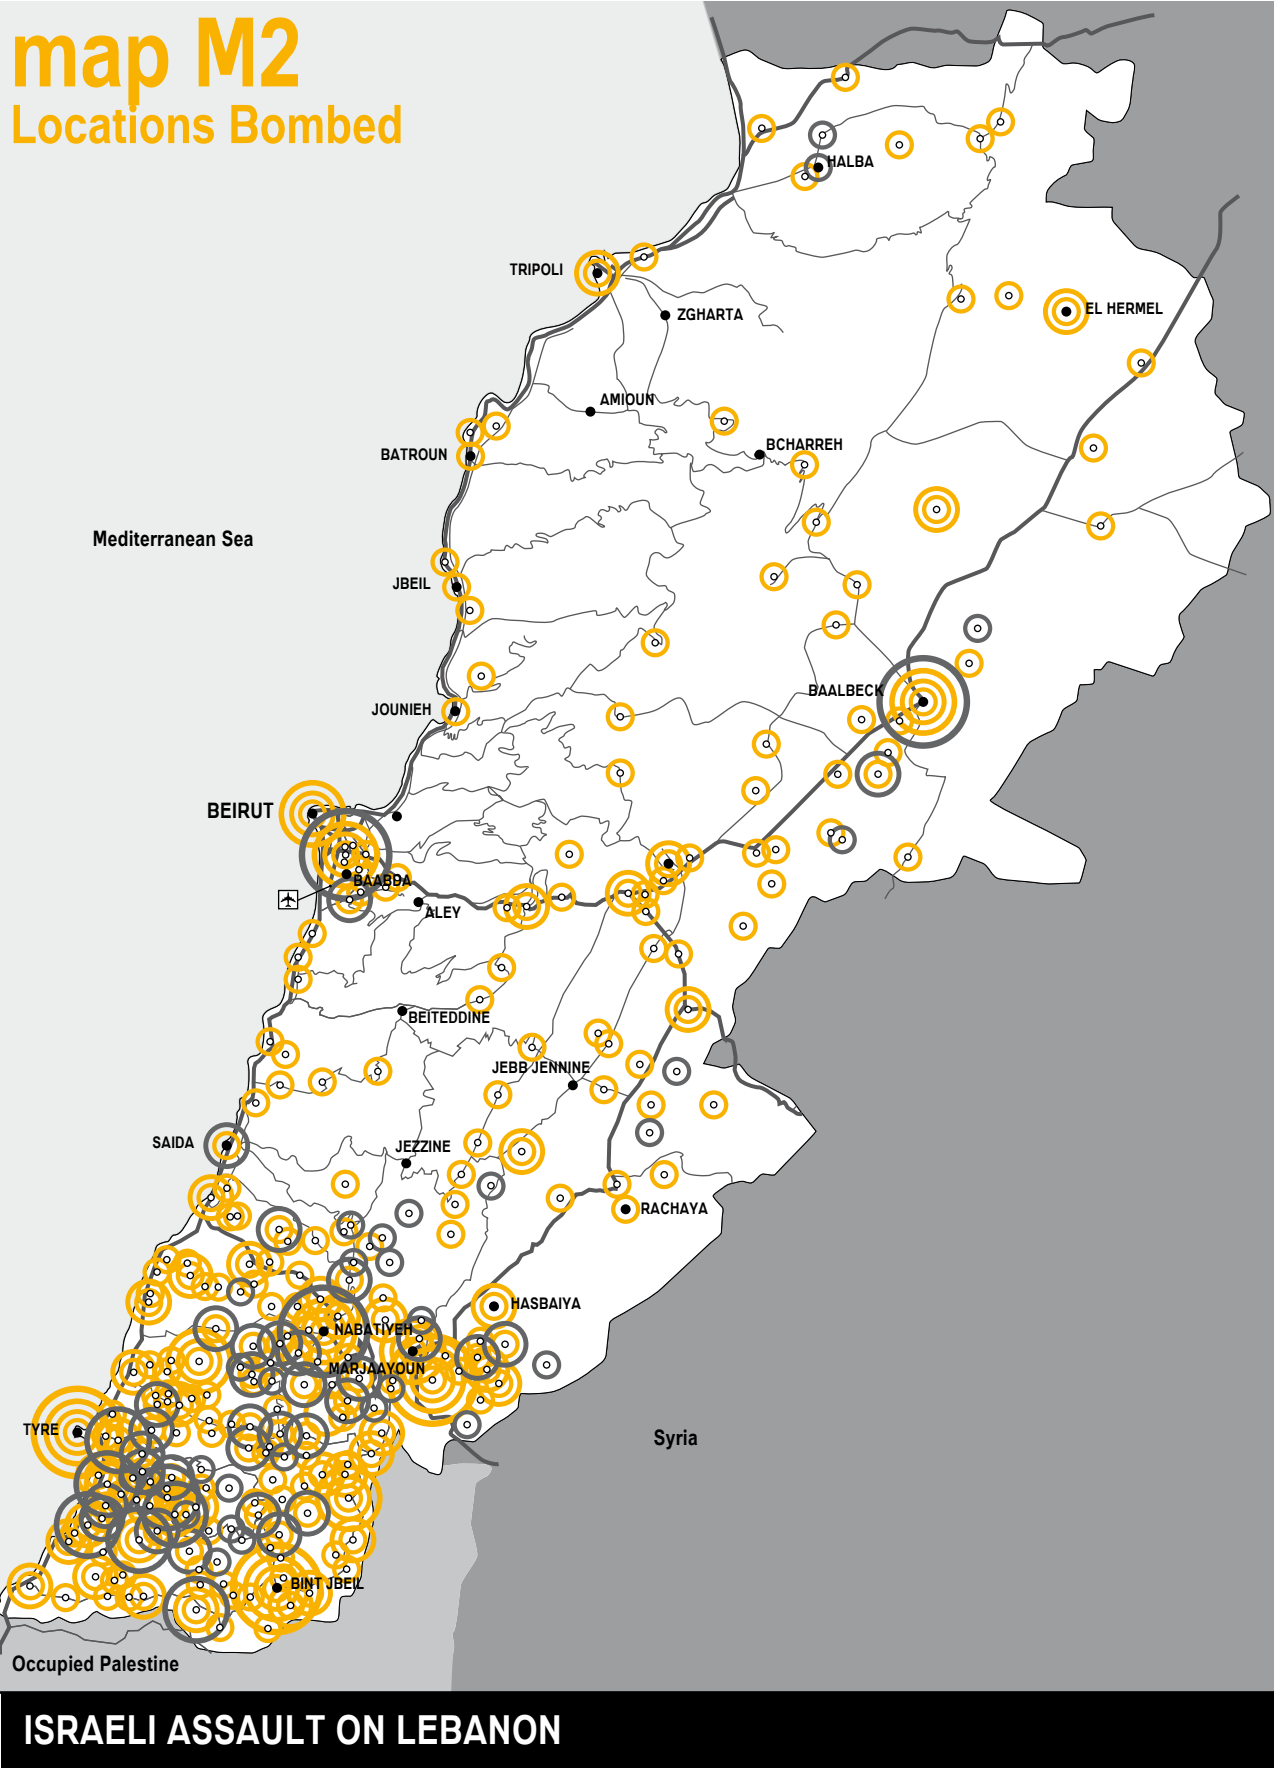 map M2
Locations Bombed
HALBA
TRIPOLI
ZGHARTA
EL HERMEL
AMIOUN
BCHARREH
BATROUN
Mediterranean Sea
JBEIL
BAALBECK
JOUNIEH
BEIRUT
BAABDA
ALEY
BEITEDDINE
JEBB JENNINE
SAIDA
JEZZINE
RACHAYA
HASBAIYA
NABATIYEH
MARJAAYOUN
TYRE
Syria
BINT JBEIL
Occupied Palestine
ISRAELI ASSAULT ON LEBANON